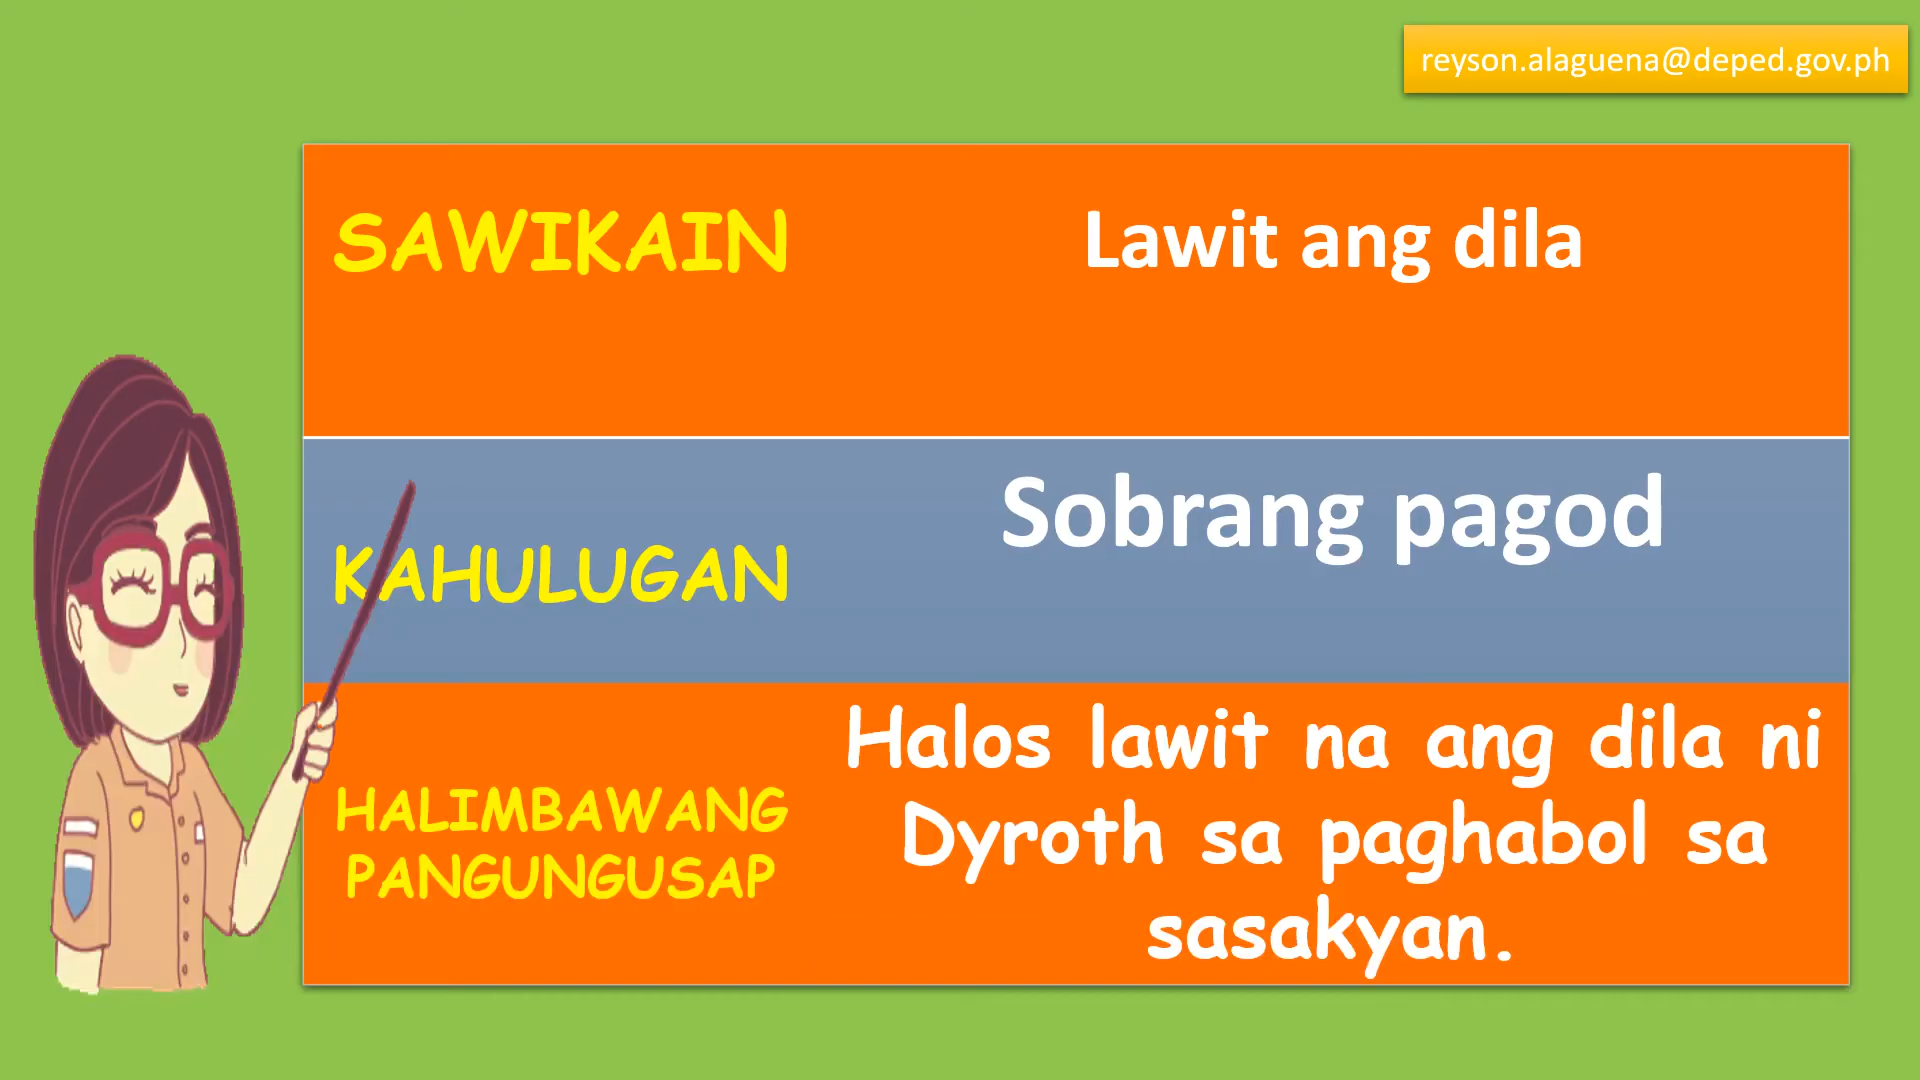 reyson.alaguena@deped.gov.ph
SAWIKAIN
Lawit ang dila
KAHULUGAN
Sobrang pagod
HALIMBAWANG
PANGUNGUSAP
Halos lawit na ang dila ni
Dyroth sa paghabol sa
sasakyan.